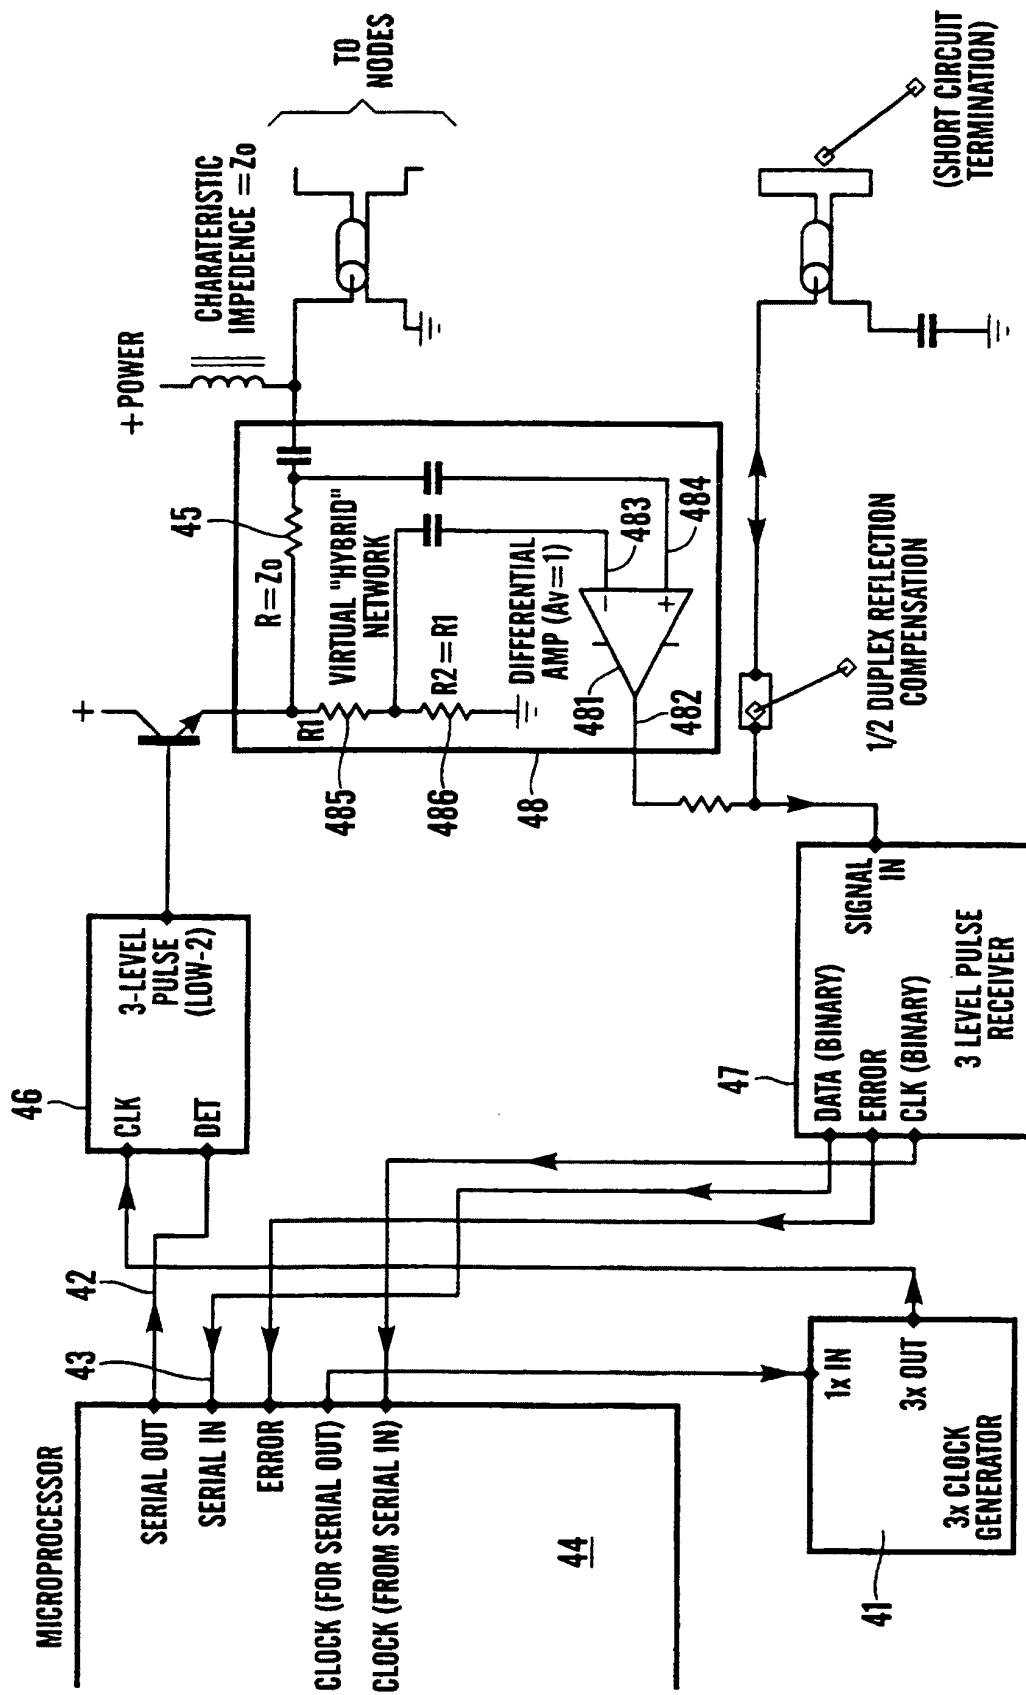 MICROPROCESSOR
SERIAL OUT
SERIAL IN
ERROR
CLOCK (FOR SERIAL OUT)
CLOCK (FROM SERIAL IN)
44
42
43
46
CLK
DET
3-LEVEL
PULSE
(LOW-2)
+
+ POWER
CHARATERISTIC
IMPEDENCE = Zo
TO
NODES
45
R = Zo
R1
VIRTUAL "HYBRID"
NETWORK
485
R2 = R1
486
48
DIFFERENTIAL
AMP (Av = 1)
481
482
483
484
−
+
41
1x IN
3x OUT
3x CLOCK
GENERATOR
47
DATA (BINARY)
ERROR
CLK (BINARY)
SIGNAL
IN
3 LEVEL PULSE
RECEIVER
1/2 DUPLEX REFLECTION
COMPENSATION
(SHORT CIRCUIT
TERMINATION)